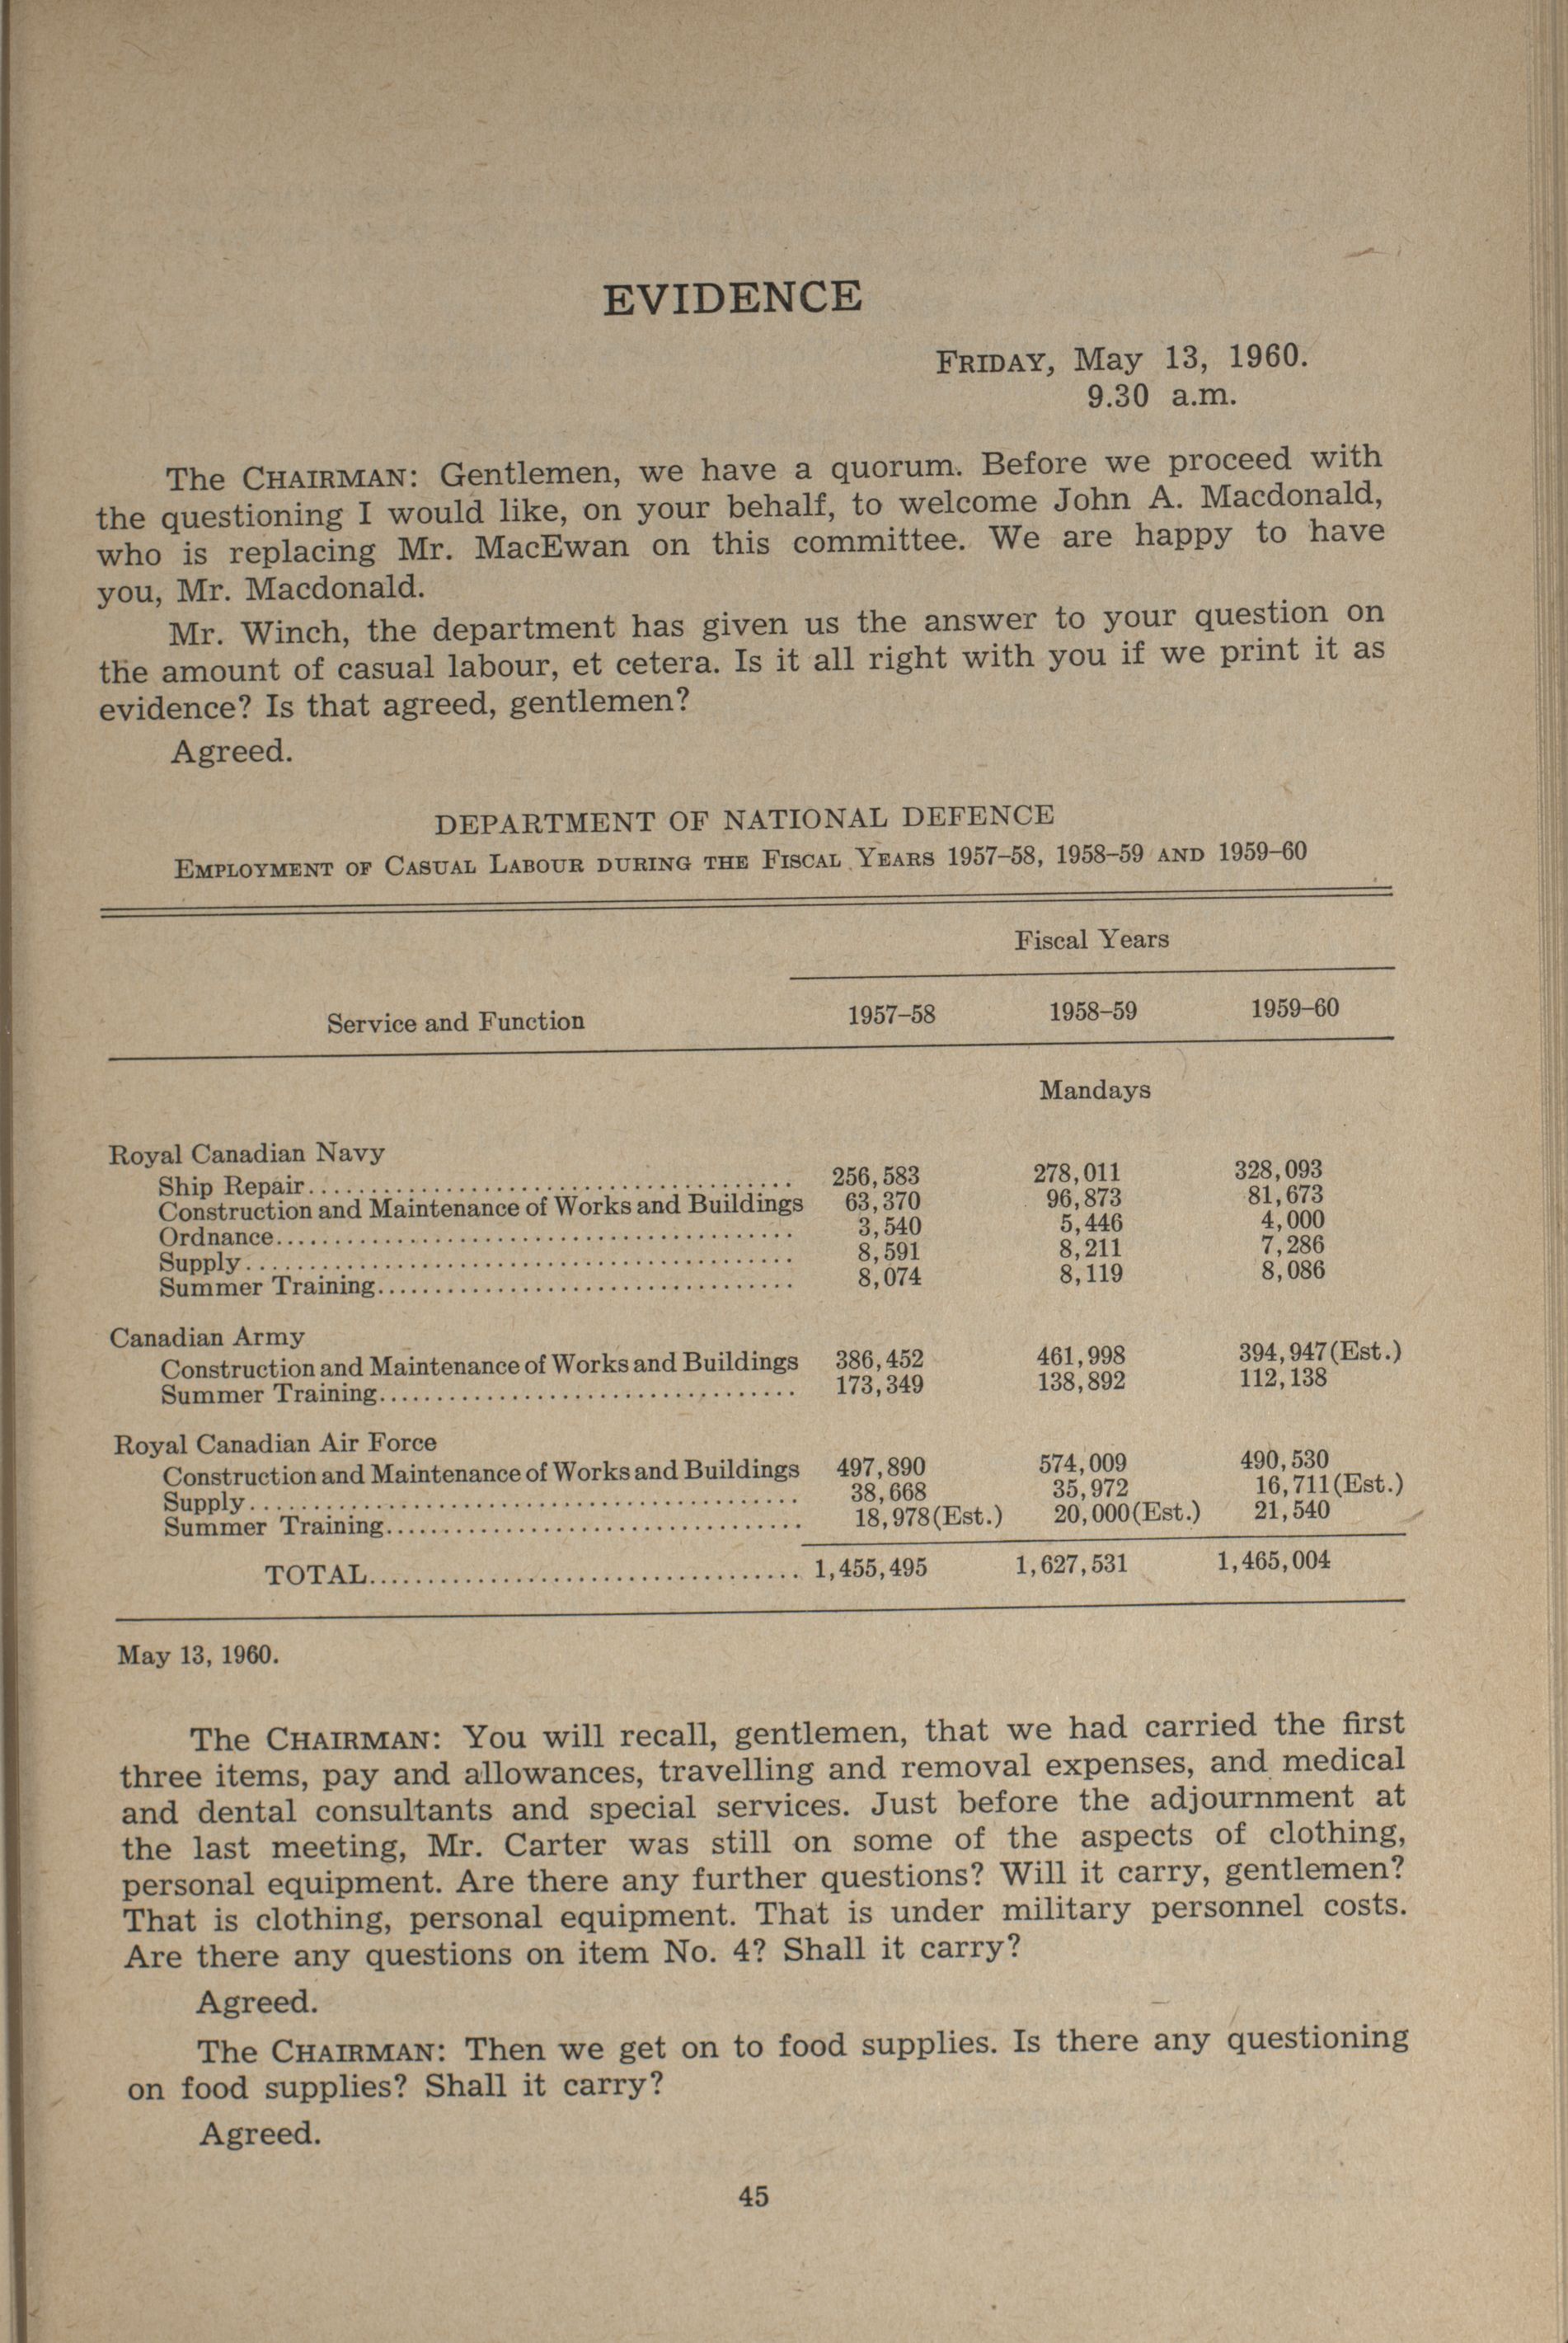 EVIDENCE
FRIDAY, May 13, 1960.
9.30 a.m.
The CHAIRMAN: Gentlemen, we have a quorum. Before we proceed with
the questioning I would like, on your behalf, to welcome John A. Macdonald,
who is replacing Mr. MacEwan on this committee. We are happy to have
you, Mr. Macdonald.
Mr. Winch, the department has given us the answer to your question on
the amount of casual labour, et cetera. Is it all right with you if we print it as
evidence? Is that agreed, gentlemen?
Agreed.
DEPARTMENT OF NATIONAL DEFENCE
EMPLOYMENT OF CASUAL LABOUR DURING THE FISCAL YEARS 1957–58, 1958–59 AND 1959–60
Fiscal Years
Service and Function 1957–58 1958–59 1959–60
Mandays
Royal Canadian Navy
Ship Repair 256,583 278,011 328,093
Construction and Maintenance of Works and Buildings 63,370 96,873 81,673
Ordnance 3,540 5,446 4,000
Supply 8,591 8,211 7,286
Summer Training 8,074 8,119 8,086
Canadian Army
Construction and Maintenance of Works and Buildings 386,452 461,998 394,947(Est.)
Summer Training 173,349 138,892 112,138
Royal Canadian Air Force
Construction and Maintenance of Works and Buildings 497,890 574,009 490,530
Supply 38,668 35,972 16,711(Est.)
Summer Training 18,978(Est.) 20,000(Est.) 21,540
TOTAL 1,455,495 1,627,531 1,465,004
May 13, 1960.
The CHAIRMAN: You will recall, gentlemen, that we had carried the first
three items, pay and allowances, travelling and removal expenses, and medical
and dental consultants and special services. Just before the adjournment at
the last meeting, Mr. Carter was still on some of the aspects of clothing,
personal equipment. Are there any further questions? Will it carry, gentlemen?
That is clothing, personal equipment. That is under military personnel costs.
Are there any questions on item No. 4? Shall it carry?
Agreed.
The CHAIRMAN: Then we get on to food supplies. Is there any questioning
on food supplies? Shall it carry?
Agreed.
45